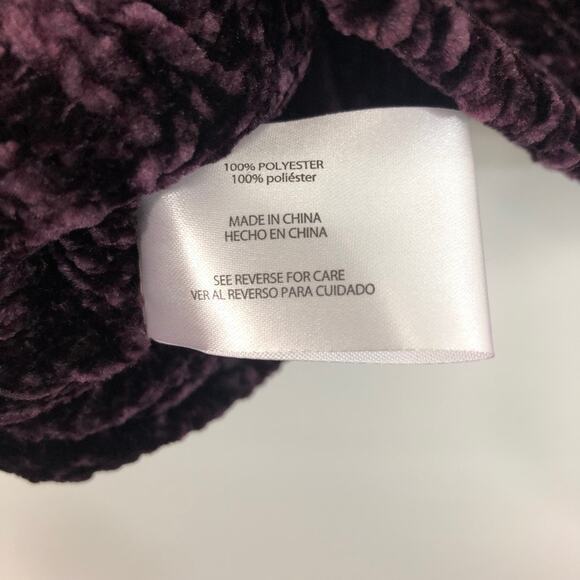 100% POLYESTER
100% poliéster
MADE IN CHINA
HECHO EN CHINA
SEE REVERSE FOR CARE
VER AL REVERSO PARA CUIDADO